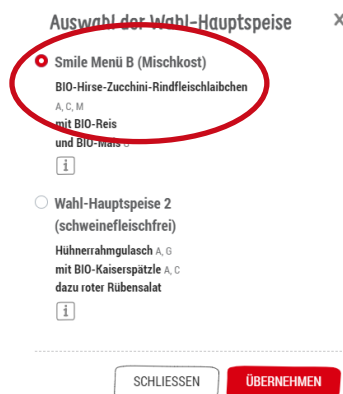 Auswahl der Wahl-Hauptspeise X
Smile Menü B (Mischkost)
BIO-Hirse-Zucchini-Rindfleischlaibchen
A, C, M
mit BIO-Reis
und BIO-Mais
i
Wahl-Hauptspeise 2
(schweinefleischfrei)
Hühnerrahmgulasch A, G
mit BIO-Kaiserspätzle A, C
dazu roter Rübensalat
i
SCHLIESSEN ÜBERNEHMEN